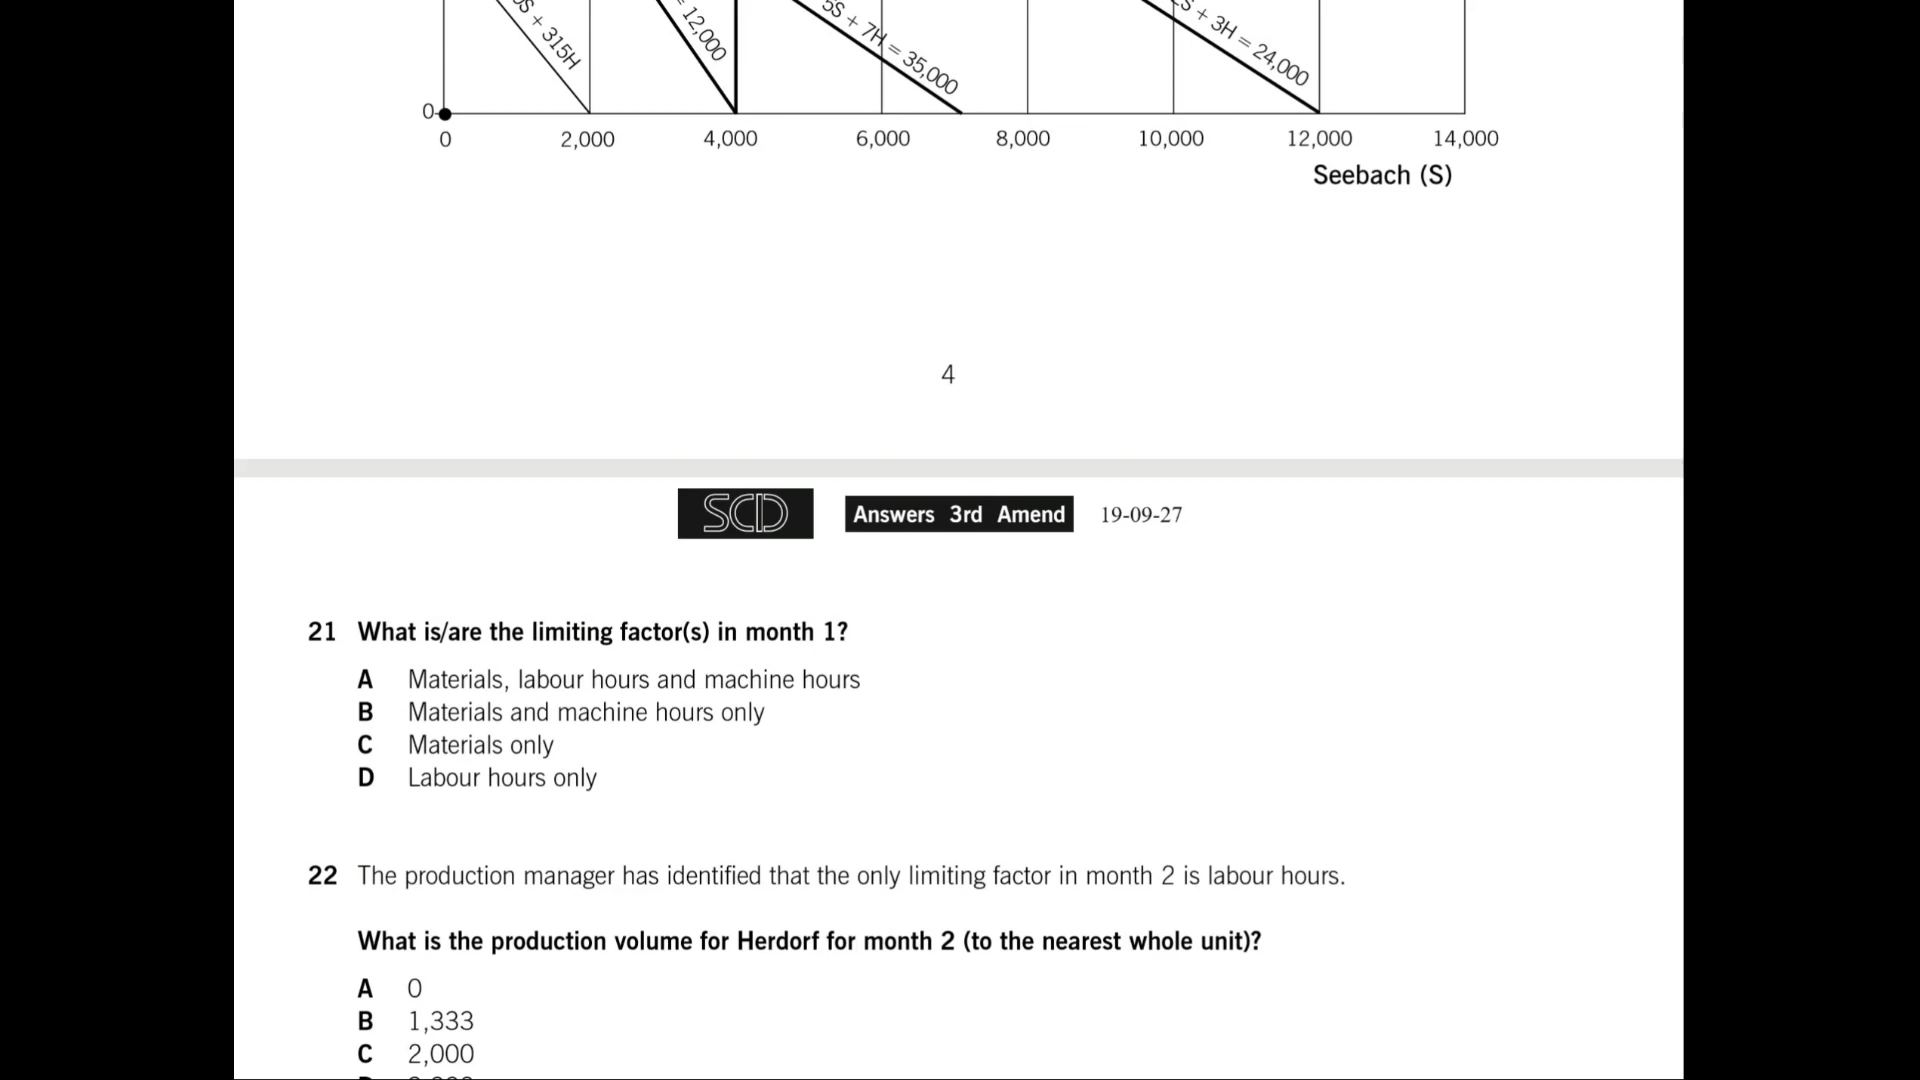 0S + 315H
= 12,000
5S + 7H = 35,000
2S + 3H = 24,000
0
0 2,000 4,000 6,000 8,000 10,000 12,000 14,000
Seebach (S)
4
SCD Answers 3rd Amend 19-09-27
21 What is/are the limiting factor(s) in month 1?
A Materials, labour hours and machine hours
B Materials and machine hours only
C Materials only
D Labour hours only
22 The production manager has identified that the only limiting factor in month 2 is labour hours.
What is the production volume for Herdorf for month 2 (to the nearest whole unit)?
A 0
B 1,333
C 2,000